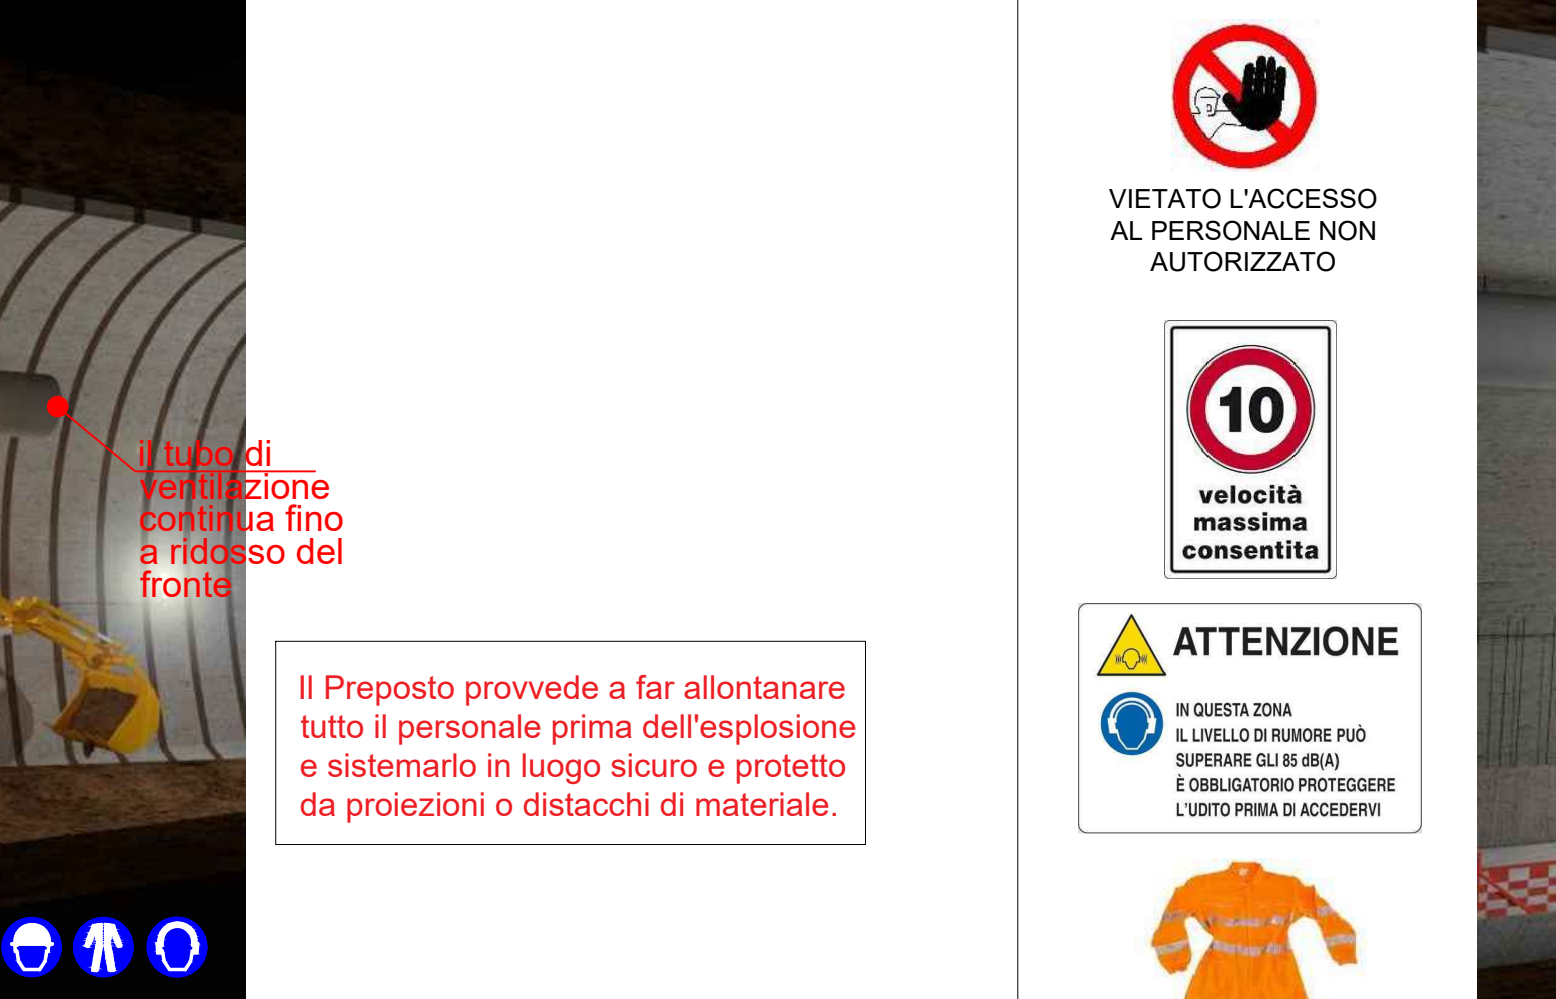 il tubo di
ventilazione
continua fino
a ridosso del
fronte
Il Preposto provvede a far allontanare
tutto il personale prima dell'esplosione
e sistemarlo in luogo sicuro e protetto
da proiezioni o distacchi di materiale.
VIETATO L'ACCESSO
AL PERSONALE NON
AUTORIZZATO
10
velocità
massima
consentita
ATTENZIONE
IN QUESTA ZONA
IL LIVELLO DI RUMORE PUÒ
SUPERARE GLI 85 dB(A)
È OBBLIGATORIO PROTEGGERE
L'UDITO PRIMA DI ACCEDERVI